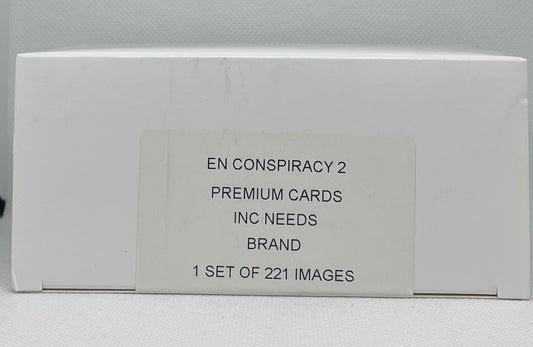 EN CONSPIRACY 2
PREMIUM CARDS
INC NEEDS
BRAND
1 SET OF 221 IMAGES